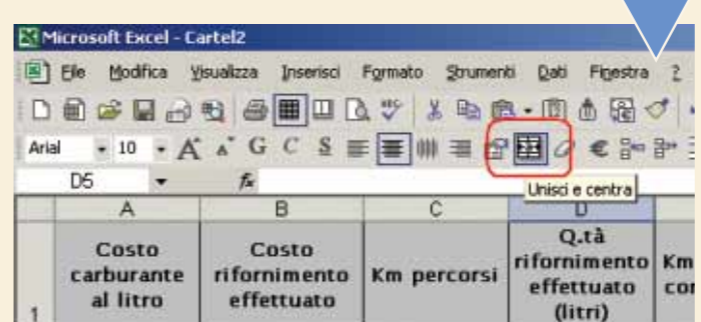 Microsoft Excel - Cartel2
File Modifica Visualizza Inserisci Formato Strumenti Dati Finestra ?
Arial 10 A A G C S €
D5 fx
Unisci e centra
A B C D
Costo carburante al litro
Costo rifornimento effettuato
Km percorsi
Q.tà rifornimento effettuato (litri)
Km
1